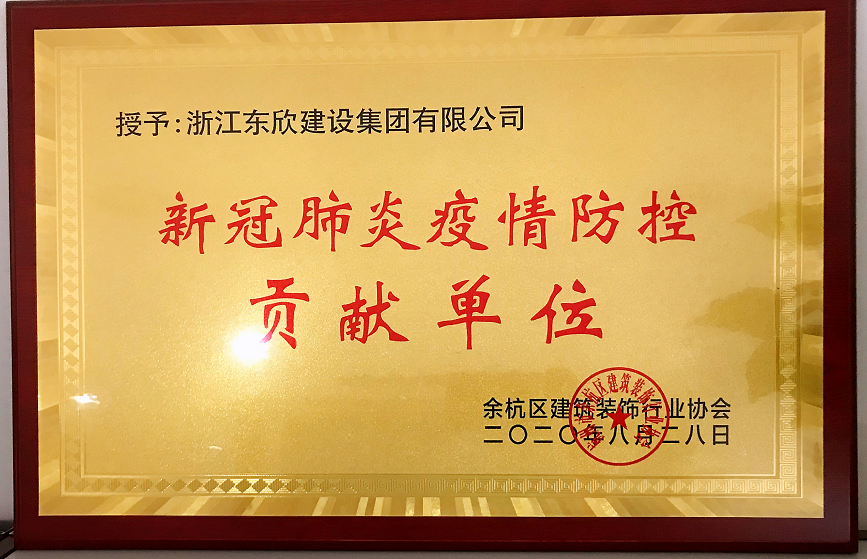 授予:浙江东欣建设集团有限公司
新冠肺炎疫情防控
贡献单位
余杭区建筑装饰行业协会
二〇二〇年八月二八日